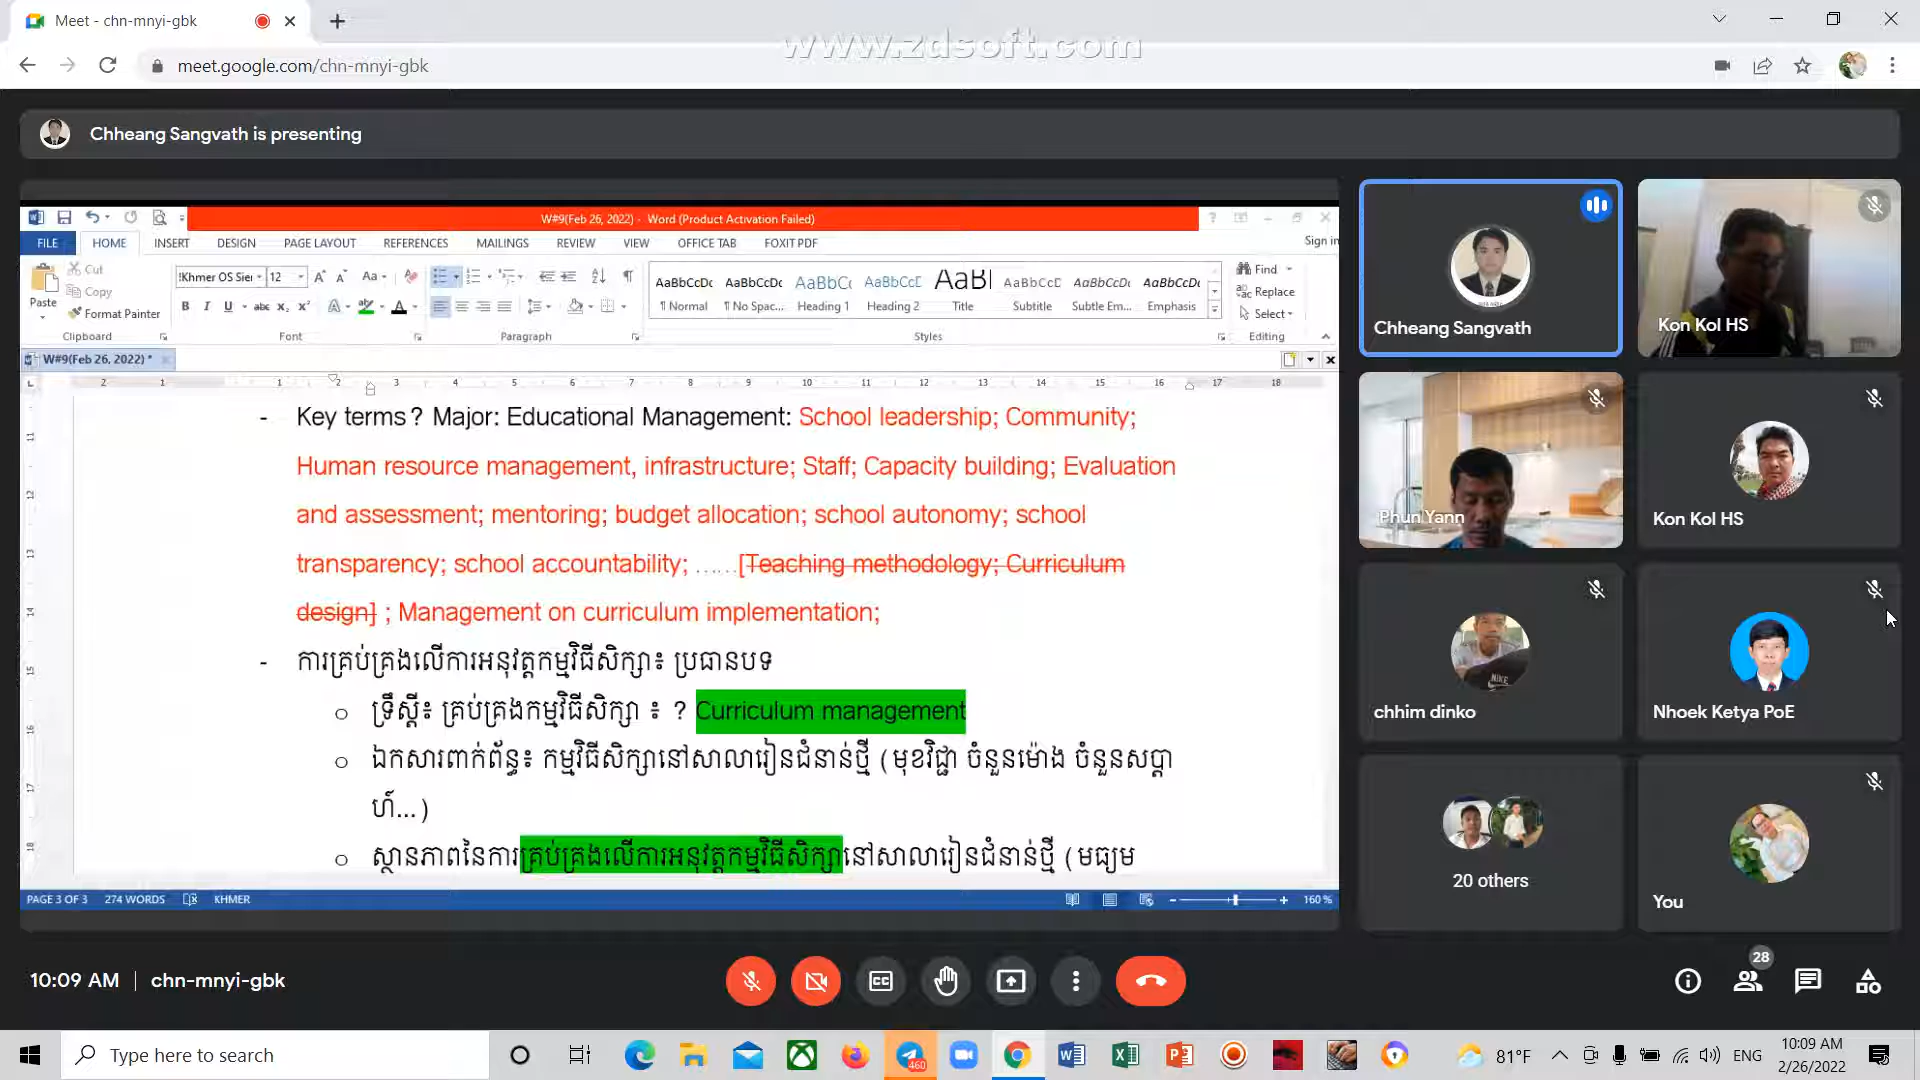 Meet - chn-mnyi-gbk
www.zdsoft.com
meet.google.com/chn-mnyi-gbk
Chheang Sangvath is presenting
W#9(Feb 26, 2022) - Word (Product Activation Failed)
FILE HOME INSERT DESIGN PAGE LAYOUT REFERENCES MAILINGS REVIEW VIEW OFFICE TAB FOXIT PDF Sign in
Paste Cut Copy Format Painter
!Khmer OS Sier 12
AaBbCcDc AaBbCcDc AaBbC( AaBbCcD AaBl AaBbCcC AaBbCcDc AaBbCcDc
¶ Normal ¶ No Spac... Heading 1 Heading 2 Title Subtitle Subtle Em... Emphasis
Find
Replace
Select
Clipboard Font Paragraph Styles Editing
W#9(Feb 26, 2022) *
- Key terms? Major: Educational Management: School leadership; Community;
Human resource management, infrastructure; Staff; Capacity building; Evaluation
and assessment; mentoring; budget allocation; school autonomy; school
transparency; school accountability; ……[Teaching methodology; Curriculum
design] ; Management on curriculum implementation;
- ការគ្រប់គ្រងលើការអនុវត្តកម្មវិធីសិក្សា៖ ប្រធានបទ
o ទ្រឹស្តី៖ គ្រប់គ្រងកម្មវិធីសិក្សា ៖ ? Curriculum management
o ឯកសារពាក់ព័ន្ធ៖ កម្មវិធីសិក្សានៅសាលារៀនជំនាន់ថ្មី (មុខវិជ្ជា ចំនួនម៉ោង ចំនួនសប្តា
ហ៍...)
o ស្ថានភាពនៃការគ្រប់គ្រងលើការអនុវត្តកម្មវិធីសិក្សានៅសាលារៀនជំនាន់ថ្មី (មធ្យម
PAGE 3 OF 3 274 WORDS KHMER 160 %
Chheang Sangvath
Kon Kol HS
Phun Yann
Kon Kol HS
chhim dinko
Nhoek Ketya PoE
20 others
You
10:09 AM | chn-mnyi-gbk
28
Type here to search
460
81°F
ENG
10:09 AM
2/26/2022